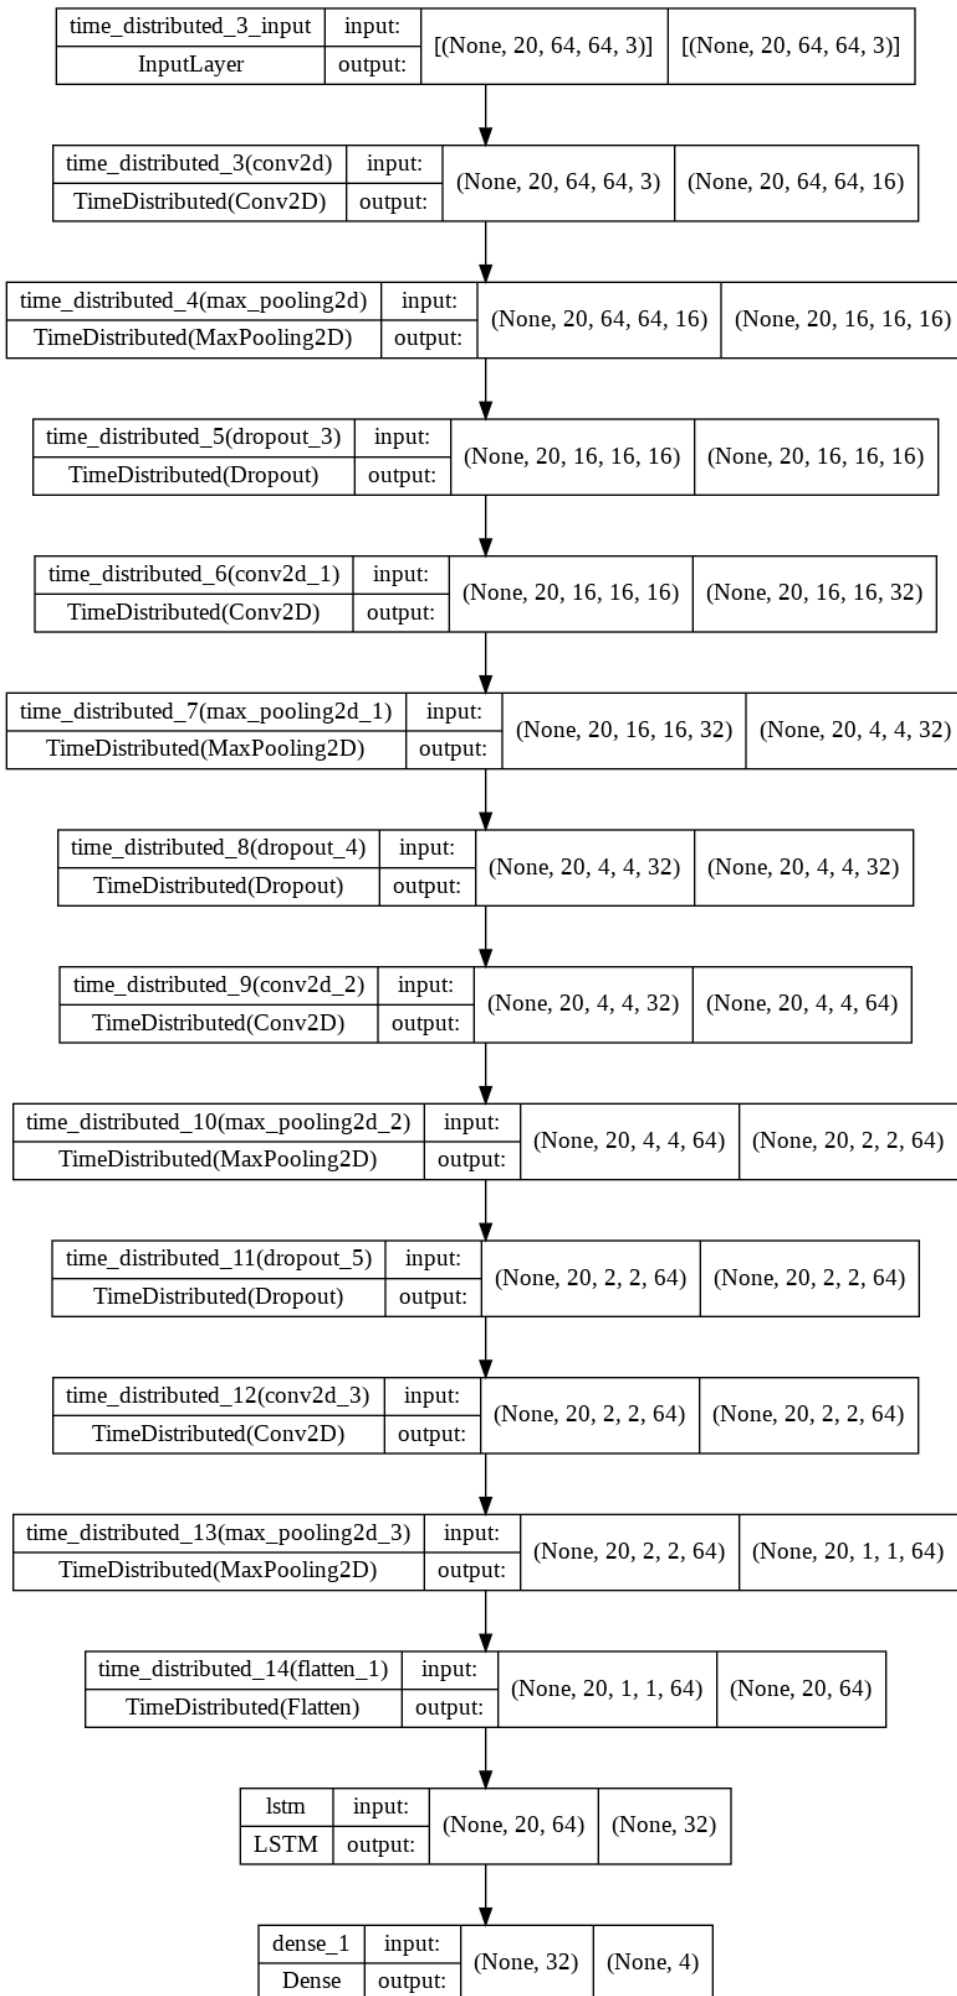 time_distributed_3_input input: [(None, 20, 64, 64, 3)] [(None, 20, 64, 64, 3)]
InputLayer output:
time_distributed_3(conv2d) input: (None, 20, 64, 64, 3) (None, 20, 64, 64, 16)
TimeDistributed(Conv2D) output:
time_distributed_4(max_pooling2d) input: (None, 20, 64, 64, 16) (None, 20, 16, 16, 16)
TimeDistributed(MaxPooling2D) output:
time_distributed_5(dropout_3) input: (None, 20, 16, 16, 16) (None, 20, 16, 16, 16)
TimeDistributed(Dropout) output:
time_distributed_6(conv2d_1) input: (None, 20, 16, 16, 16) (None, 20, 16, 16, 32)
TimeDistributed(Conv2D) output:
time_distributed_7(max_pooling2d_1) input: (None, 20, 16, 16, 32) (None, 20, 4, 4, 32)
TimeDistributed(MaxPooling2D) output:
time_distributed_8(dropout_4) input: (None, 20, 4, 4, 32) (None, 20, 4, 4, 32)
TimeDistributed(Dropout) output:
time_distributed_9(conv2d_2) input: (None, 20, 4, 4, 32) (None, 20, 4, 4, 64)
TimeDistributed(Conv2D) output:
time_distributed_10(max_pooling2d_2) input: (None, 20, 4, 4, 64) (None, 20, 2, 2, 64)
TimeDistributed(MaxPooling2D) output:
time_distributed_11(dropout_5) input: (None, 20, 2, 2, 64) (None, 20, 2, 2, 64)
TimeDistributed(Dropout) output:
time_distributed_12(conv2d_3) input: (None, 20, 2, 2, 64) (None, 20, 2, 2, 64)
TimeDistributed(Conv2D) output:
time_distributed_13(max_pooling2d_3) input: (None, 20, 2, 2, 64) (None, 20, 1, 1, 64)
TimeDistributed(MaxPooling2D) output:
time_distributed_14(flatten_1) input: (None, 20, 1, 1, 64) (None, 20, 64)
TimeDistributed(Flatten) output:
lstm input: (None, 20, 64) (None, 32)
LSTM output:
dense_1 input: (None, 32) (None, 4)
Dense output: